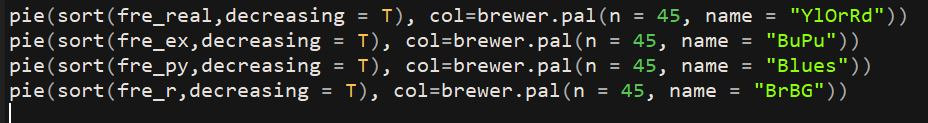 pie(sort(fre_real,decreasing = T), col=brewer.pal(n = 45, name = "YlOrRd"))
pie(sort(fre_ex,decreasing = T), col=brewer.pal(n = 45, name = "BuPu"))
pie(sort(fre_py,decreasing = T), col=brewer.pal(n = 45, name = "Blues"))
pie(sort(fre_r,decreasing = T), col=brewer.pal(n = 45, name = "BrBG"))